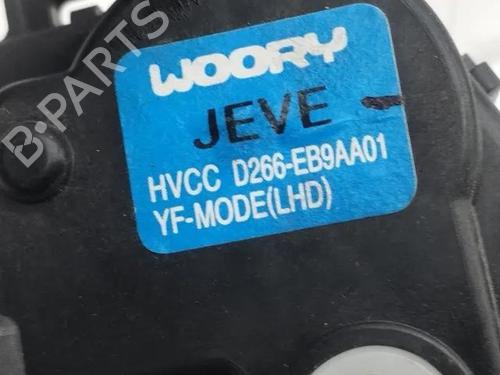 B-PARTS
WOORY
JEVE -
HVCC D266-EB9AA01
YF-MODE(LHD)